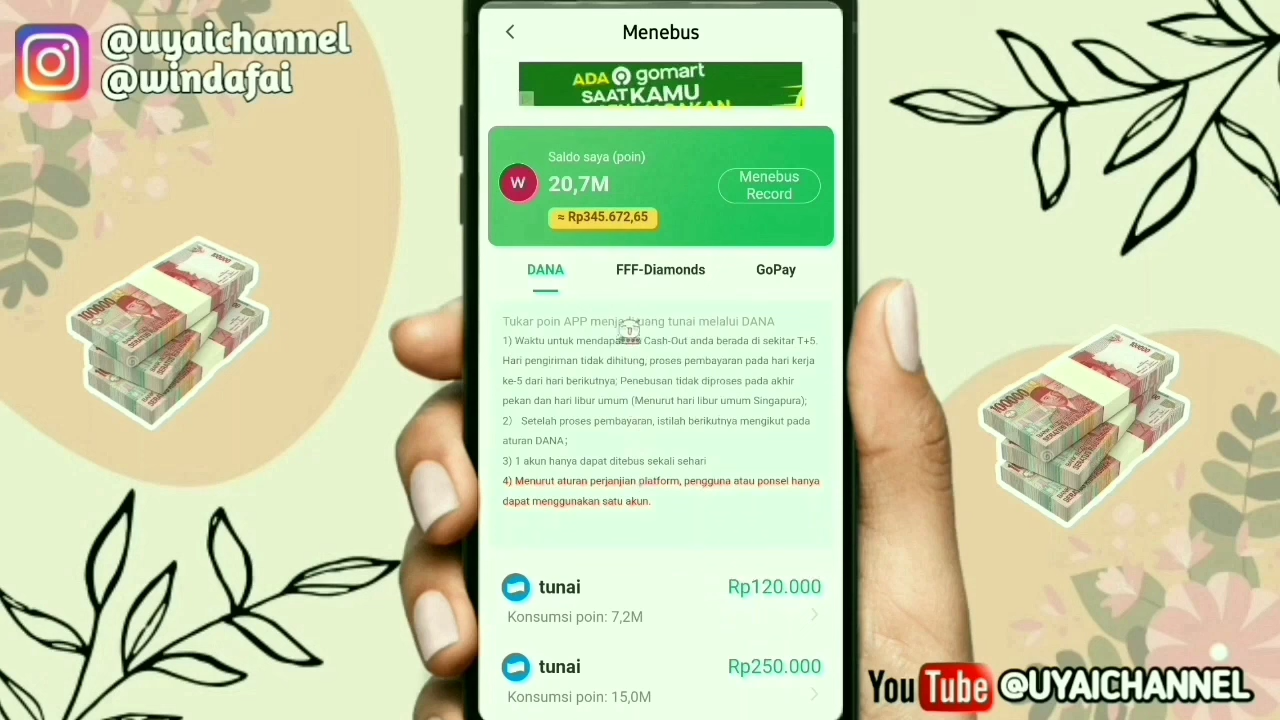 @uyaichannel
@windafai
Menebus
ADA gomart
SAAT KAMU
Saldo saya (poin)
W
20,7M
≈ Rp345.672,65
Menebus
Record
DANA
FFF-Diamonds
GoPay
Tukar poin APP uang tunai melalui DANA
1) Waktu untuk Cash-Out anda berada di sekitar T+5.
Hari pengiriman tidak dihitung, proses pembayaran pada hari kerja
ke-5 dari hari berikutnya; Penebusan tidak diproses pada akhir
pekan dan hari libur umum (Menurut hari libur umum Singapura);
2) Setelah proses pembayaran, istilah berikutnya mengikut pada
aturan DANA;
3) 1 akun hanya dapat ditebus sekali sehari
4) Menurut aturan perjanjian platform, pengguna atau ponsel hanya
dapat menggunakan satu akun.
tunai
Rp120.000
Konsumsi poin: 7,2M
tunai
Rp250.000
Konsumsi poin: 15,0M
100000
100000
100000
100000
YouTube @UYAICHANNEL